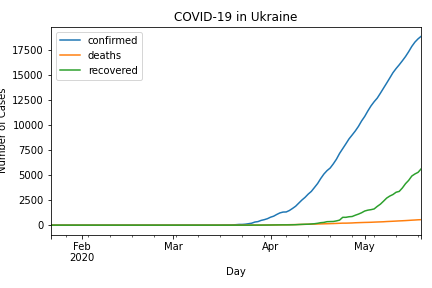 COVID-19 in Ukraine
confirmed
deaths
recovered
17500
15000
12500
10000
7500
5000
2500
0
Number of Cases
Feb
2020
Mar
Apr
May
Day